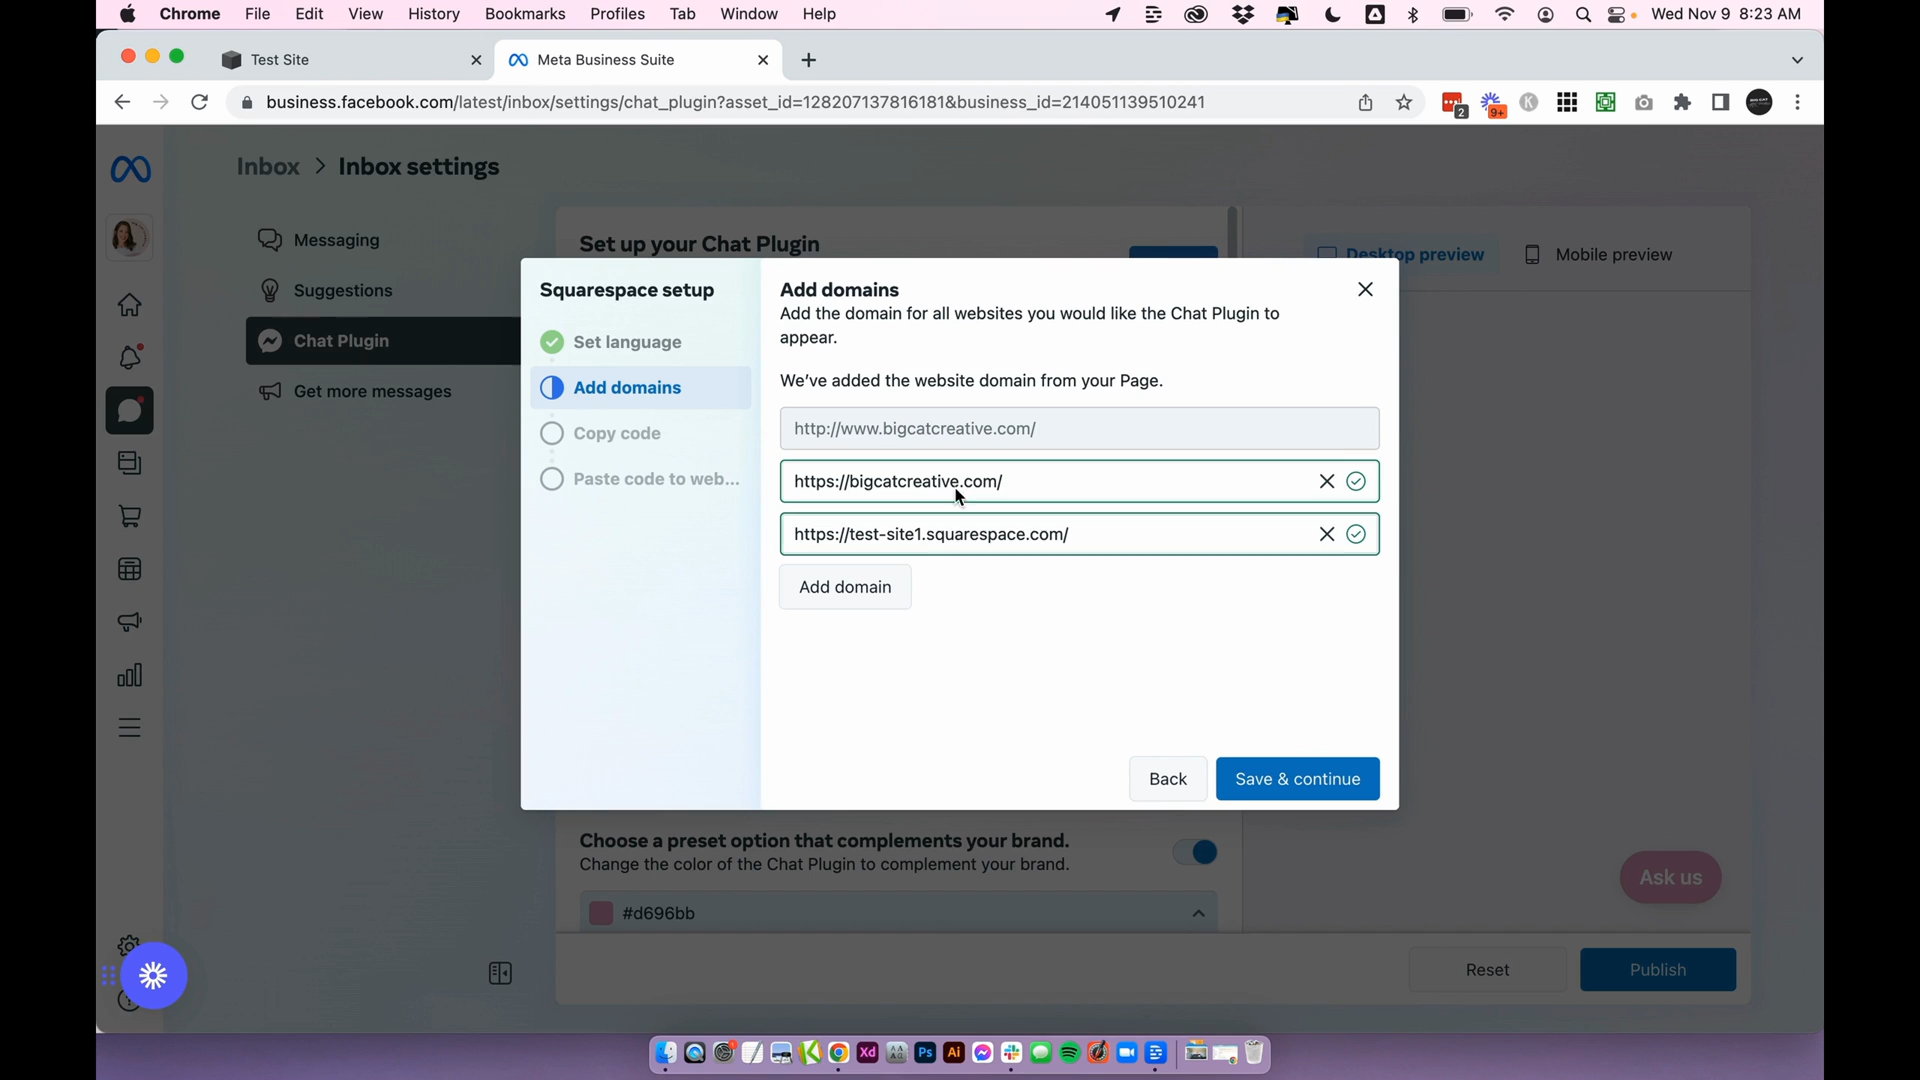 Chrome File Edit View History Bookmarks Profiles Tab Window Help Wed Nov 9 8:23 AM
Test Site Meta Business Suite
business.facebook.com/latest/inbox/settings/chat_plugin?asset_id=128207137816181&business_id=214051139510241
2 9+ K
Inbox > Inbox settings
Messaging
Suggestions
Chat Plugin
Get more messages
Set up your Chat Plugin
Desktop preview Mobile preview
Squarespace setup
Set language
Add domains
Copy code
Paste code to web...
Add domains
Add the domain for all websites you would like the Chat Plugin to
appear.
We've added the website domain from your Page.
http://www.bigcatcreative.com/
https://bigcatcreative.com/
https://test-site1.squarespace.com/
Add domain
Back Save & continue
Choose a preset option that complements your brand.
Change the color of the Chat Plugin to complement your brand.
#d696bb
Ask us
Reset Publish
Xd Ps Ai